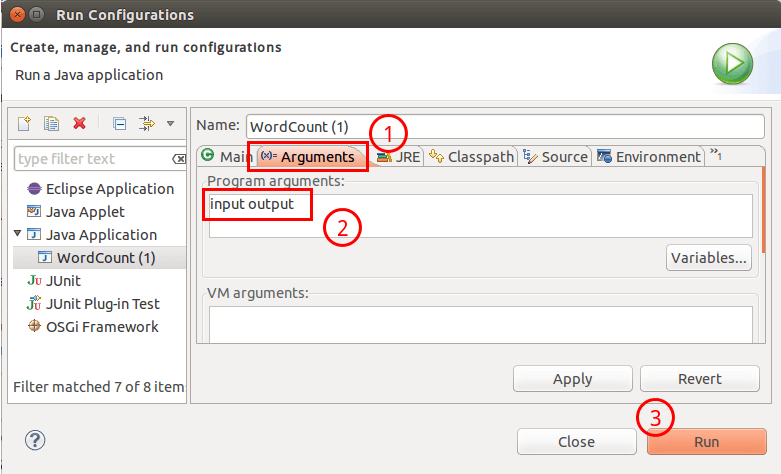 Run Configurations
Create, manage, and run configurations
Run a Java application
Name: WordCount (1)
1
type filter text
Main (x)= Arguments JRE Classpath Source Environment »1
Eclipse Application
Java Applet
Java Application
WordCount (1)
JUnit
JUnit Plug-in Test
OSGi Framework
Filter matched 7 of 8 item
Program arguments:
input output
2
Variables...
VM arguments:
Apply Revert
3
? Close Run